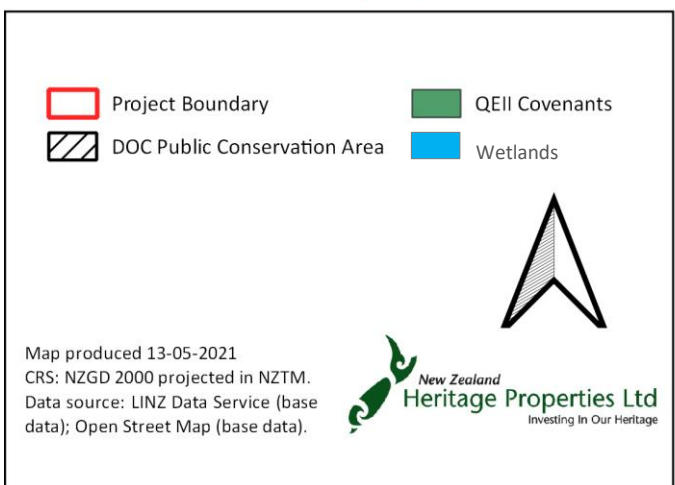 Project Boundary
QEII Covenants
DOC Public Conservation Area
Wetlands
Map produced 13-05-2021
CRS: NZGD 2000 projected in NZTM.
Data source: LINZ Data Service (base
data); Open Street Map (base data).
New Zealand
Heritage Properties Ltd
Investing In Our Heritage